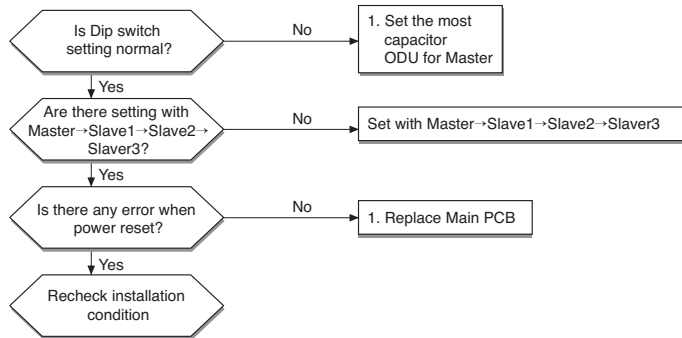 Is Dip switch
setting normal?
No
1. Set the most
capacitor
ODU for Master
Yes
Are there setting with
Master→Slave1→Slave2→
Slaver3?
No
Set with Master→Slave1→Slave2→Slaver3
Yes
Is there any error when
power reset?
No
1. Replace Main PCB
Yes
Recheck installation
condition